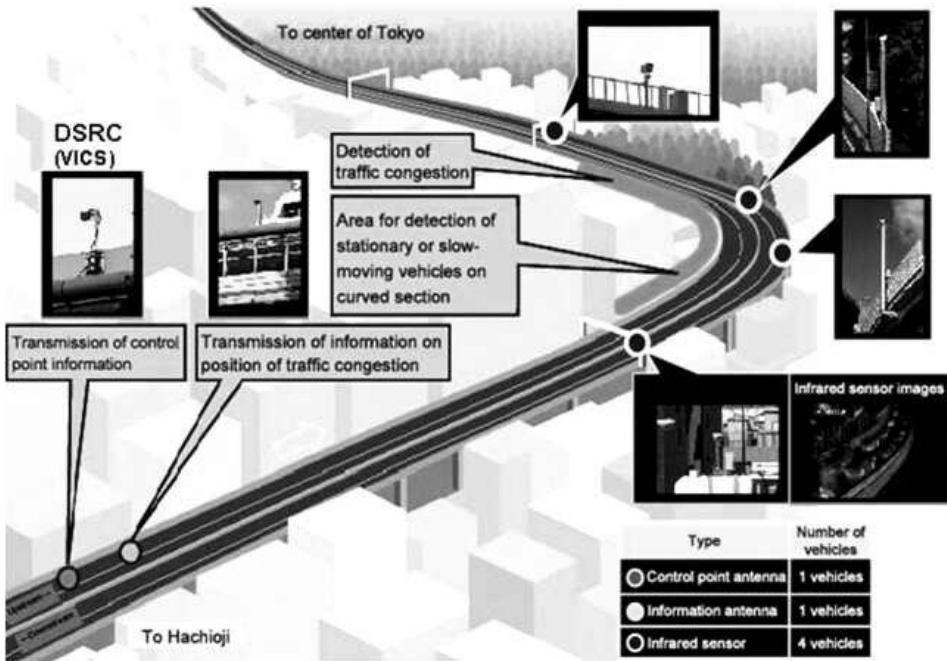 To center of Tokyo
DSRC
(VICS)
Detection of
traffic congestion
Area for detection of
stationary or slow-
moving vehicles on
curved section
Transmission of control
point information
Transmission of information on
position of traffic congestion
Infrared sensor images
To Hachioji
Type
Number of
vehicles
Control point antenna
1 vehicles
Information antenna
1 vehicles
Infrared sensor
4 vehicles